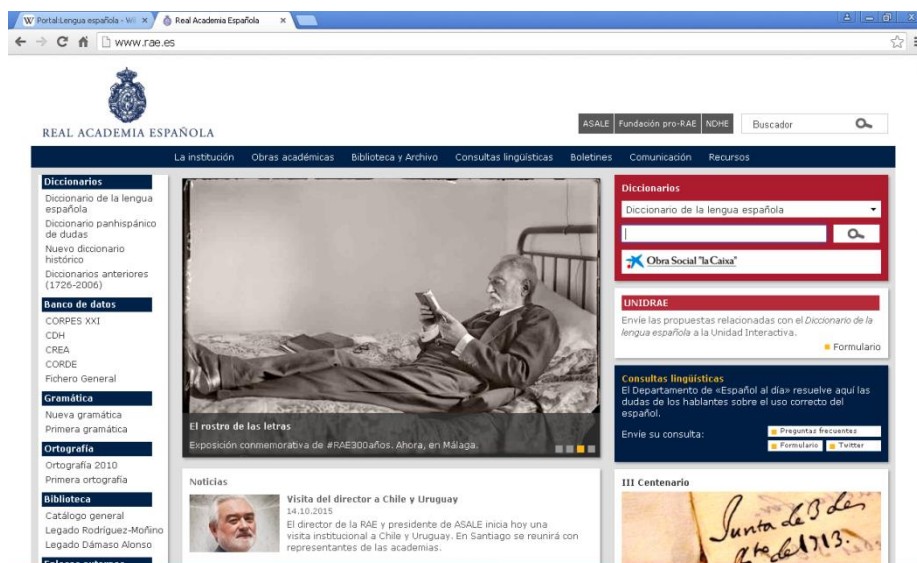 Portal:Lengua española - Wi
Real Academia Española
www.rae.es
REAL ACADEMIA ESPAÑOLA
ASALE
Fundación pro-RAE
NDHE
Buscador
La institución
Obras académicas
Biblioteca y Archivo
Consultas lingüísticas
Boletines
Comunicación
Recursos
Diccionarios
Diccionario de la lengua
española
Diccionario panhispánico
de dudas
Nuevo diccionario
histórico
Diccionarios anteriores
(1726-2006)
Banco de datos
CORPES XXI
CDH
CREA
CORDE
Fichero General
Gramática
Nueva gramática
Primera gramática
Ortografía
Ortografía 2010
Primera ortografía
Biblioteca
Catálogo general
Legado Rodríguez-Moñino
Legado Dámaso Alonso
Enlaces externos
El rostro de las letras
Exposición conmemorativa de #RAE300años. Ahora, en Málaga.
Noticias
Visita del director a Chile y Uruguay
14.10.2015
El director de la RAE y presidente de ASALE inicia hoy una
visita institucional a Chile y Uruguay. En Santiago se reunirá con
representantes de las academias.
Diccionarios
Diccionario de la lengua española
Obra Social "la Caixa"
UNIDRAE
Envíe las propuestas relacionadas con el Diccionario de la
lengua española a la Unidad Interactiva.
Formulario
Consultas lingüísticas
El Departamento de «Español al día» resuelve aquí las
dudas de los hablantes sobre el uso correcto del
español.
Envíe su consulta:
Preguntas frecuentes
Formulario
Twitter
III Centenario
Junta de 3 de
de 1713.